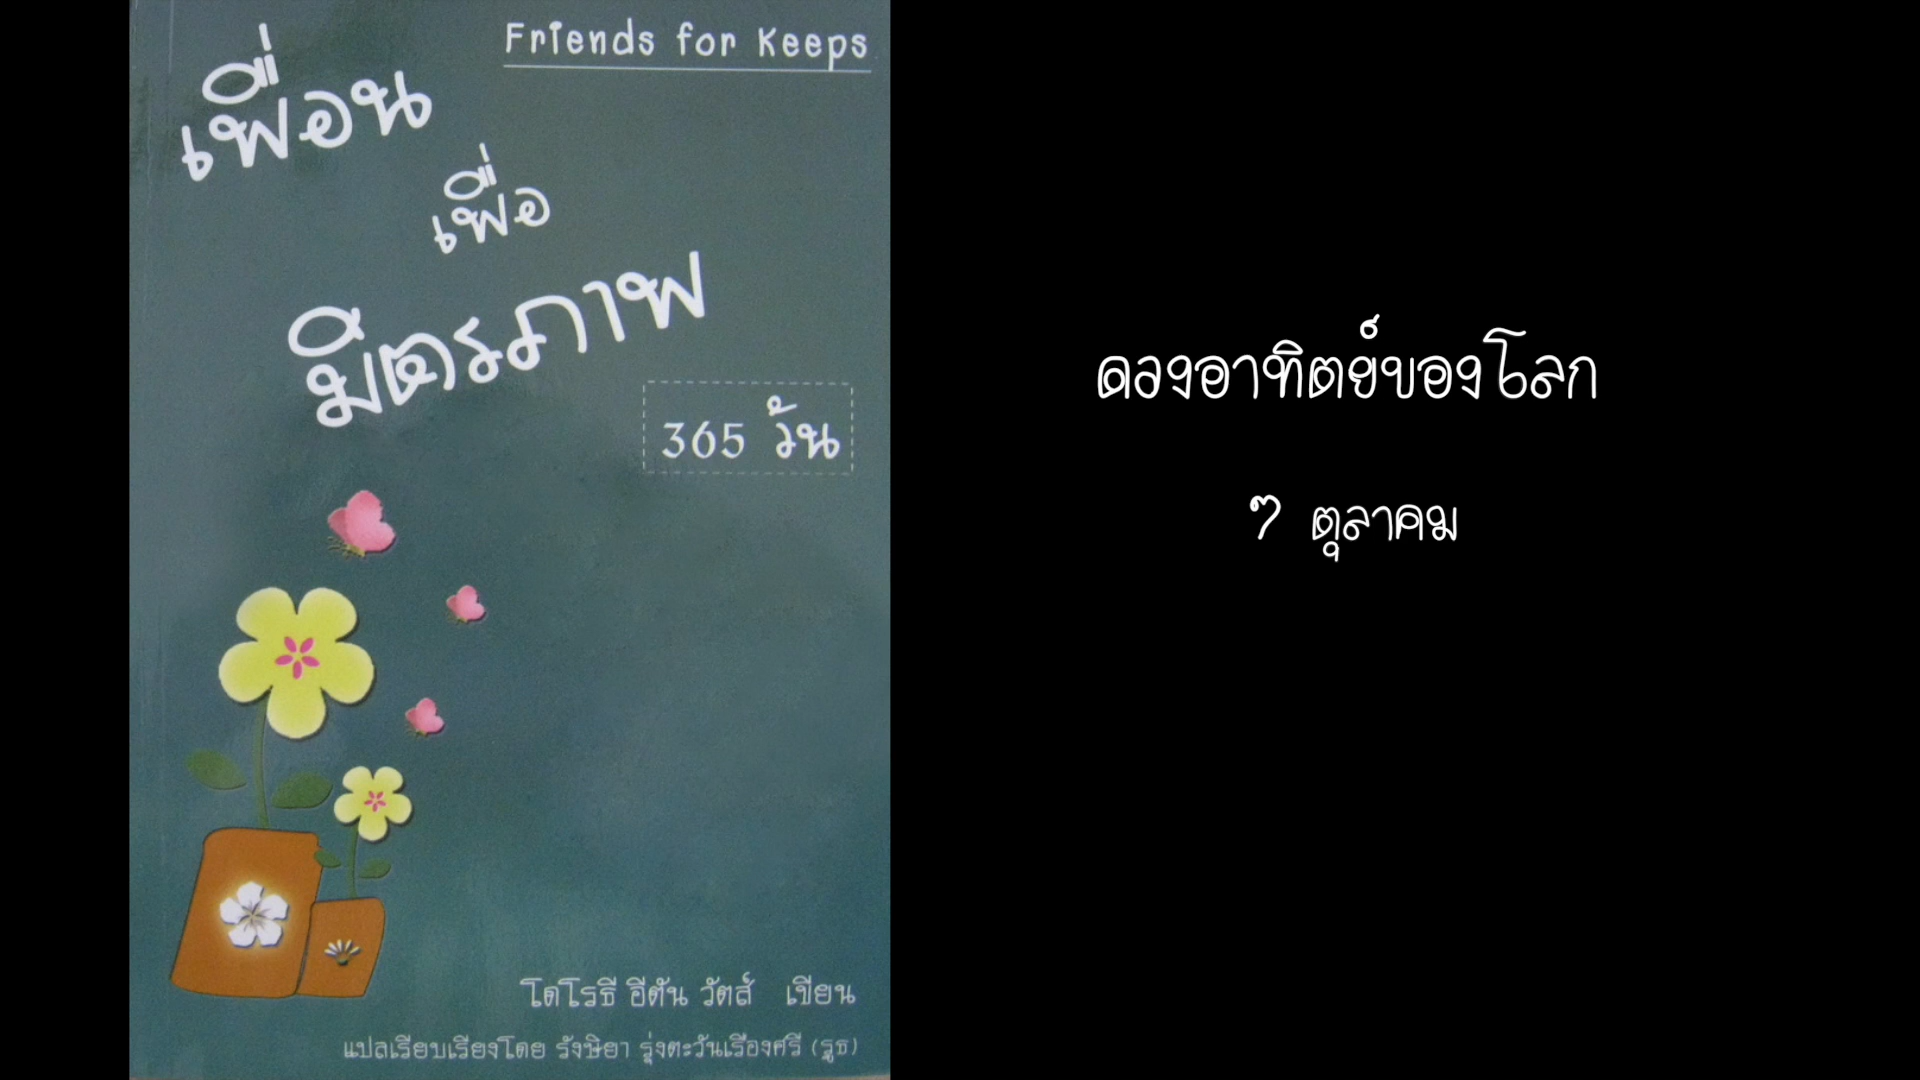 Friends for Keeps
เพื่อน
เพื่อ
มิตรภาพ
365 วัน
โดโรธี อีตัน วัตส์ เขียน
แปลเรียบเรียงโดย รังษิยา รุ่งตะวันเรืองศรี (รูธ)
ดวงอาทิตย์ของโลก
7 ตุลาคม